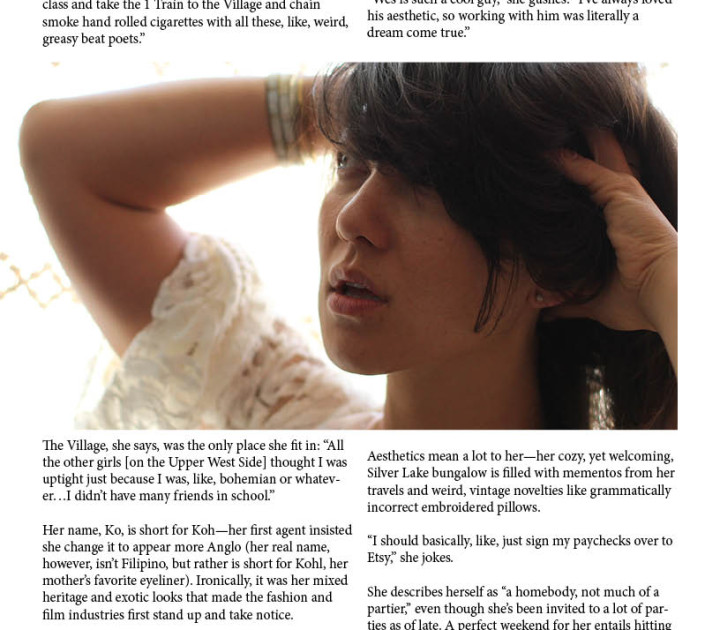 class and take the 1 Train to the Village and chain
smoke hand rolled cigarettes with all these, like, weird,
greasy beat poets.”
The Village, she says, was the only place she fit in: “All
the other girls [on the Upper West Side] thought I was
uptight just because I was, like, bohemian or whatev-
er…I didn’t have many friends in school.”
Her name, Ko, is short for Koh—her first agent insisted
she change it to appear more Anglo (her real name,
however, isn’t Filipino, but rather is short for Kohl, her
mother’s favorite eyeliner). Ironically, it was her mixed
heritage and exotic looks that made the fashion and
film industries first stand up and take notice.
“Wes is such a cool guy,” she gushes. “I’ve always loved
his aesthetic, so working with him was literally a
dream come true.”
Aesthetics mean a lot to her—her cozy, yet welcoming,
Silver Lake bungalow is filled with mementos from her
travels and weird, vintage novelties like grammatically
incorrect embroidered pillows.
“I should basically, like, just sign my paychecks over to
Etsy,” she jokes.
She describes herself as “a homebody, not much of a
partier,” even though she’s been invited to a lot of par-
ties as of late. A perfect weekend for her entails hitting